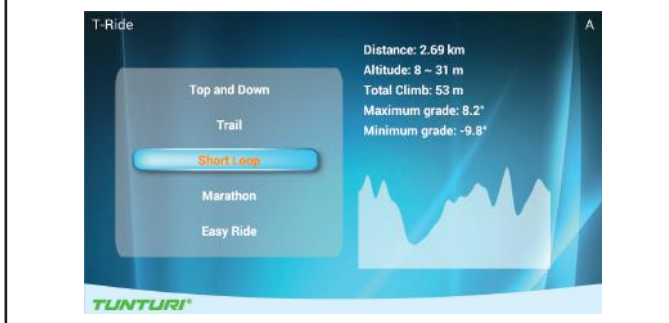 T-Ride
A
Top and Down
Trail
Short Loop
Marathon
Easy Ride
Distance: 2.69 km
Altitude: 8 ~ 31 m
Total Climb: 53 m
Maximum grade: 8.2°
Minimum grade: -9.8°
TUNTURI®